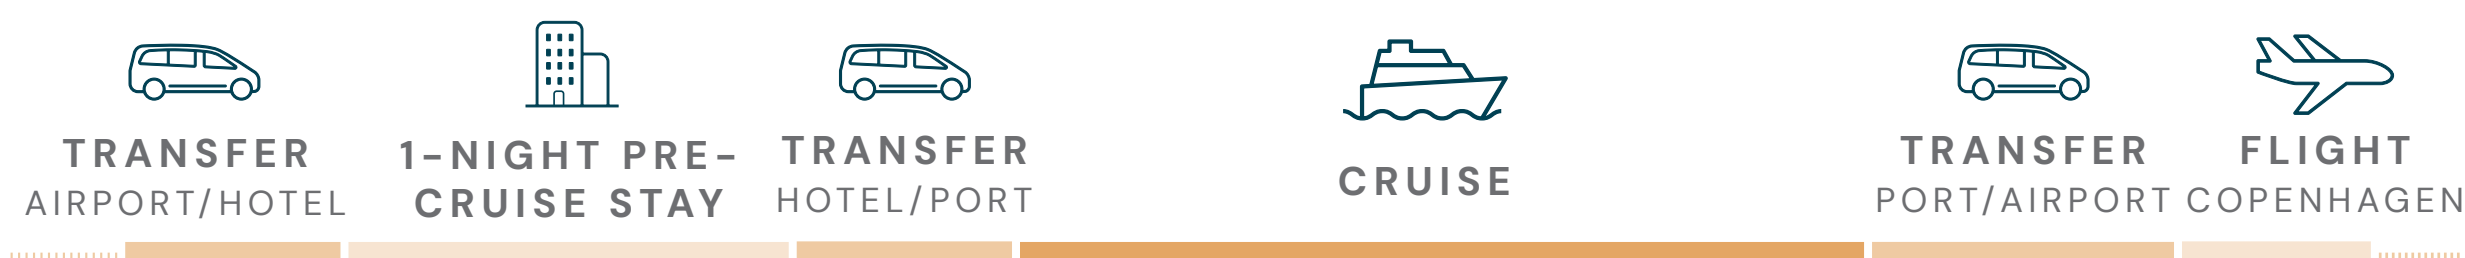 TRANSFER
AIRPORT/HOTEL
1-NIGHT PRE-
CRUISE STAY
TRANSFER
HOTEL/PORT
CRUISE
TRANSFER
PORT/AIRPORT
FLIGHT
COPENHAGEN